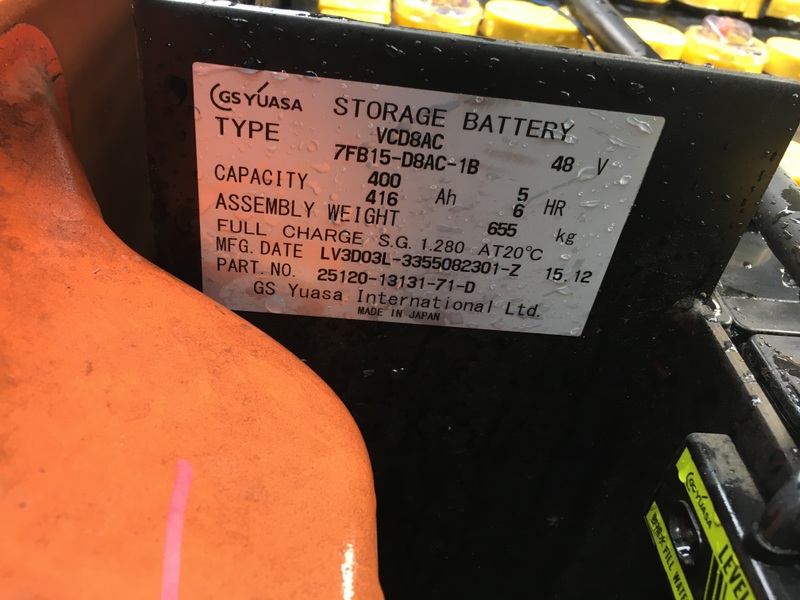 GS YUASA STORAGE BATTERY
TYPE VCD8AC
7FB15-D8AC-1B 48 V
CAPACITY 400 5
416 Ah 6 HR
ASSEMBLY WEIGHT 655 kg
FULL CHARGE S.G. 1.280 AT20°C
MFG. DATE LV3D03L-3355082301-Z 15.12
PART. NO. 25120-13131-71-D
GS Yuasa International Ltd.
MADE IN JAPAN
GS YUASA
FILL WAT
LEVEL